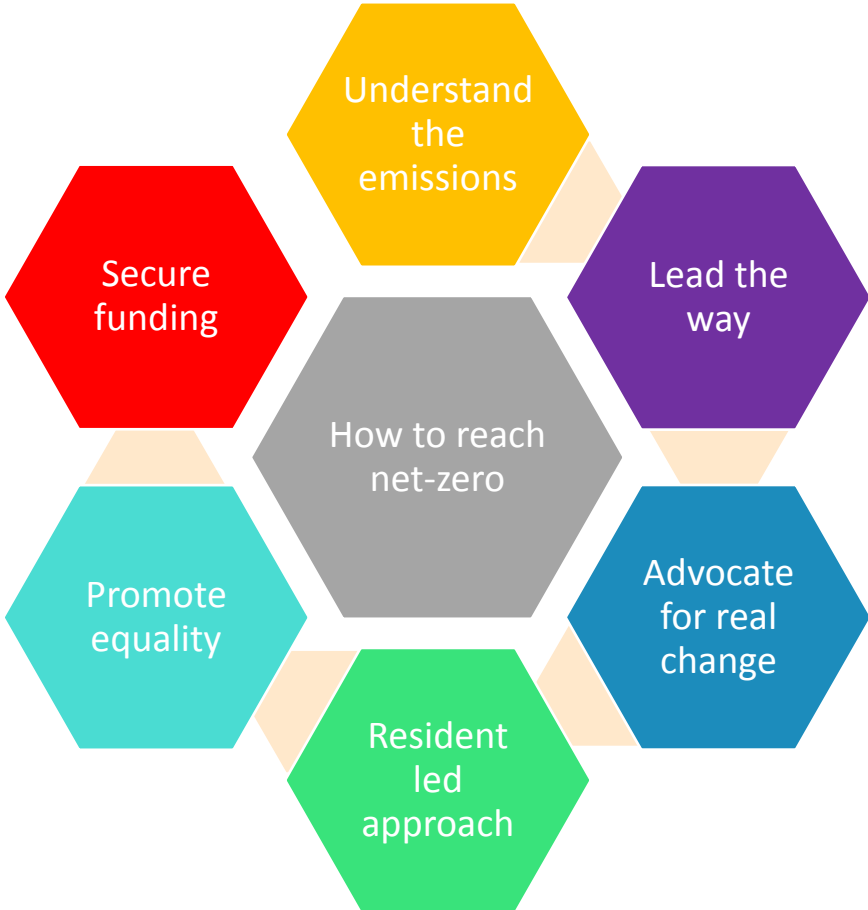 Understand
the
emissions
Lead the
way
Advocate
for real
change
Resident
led
approach
Promote
equality
Secure
funding
How to reach
net-zero